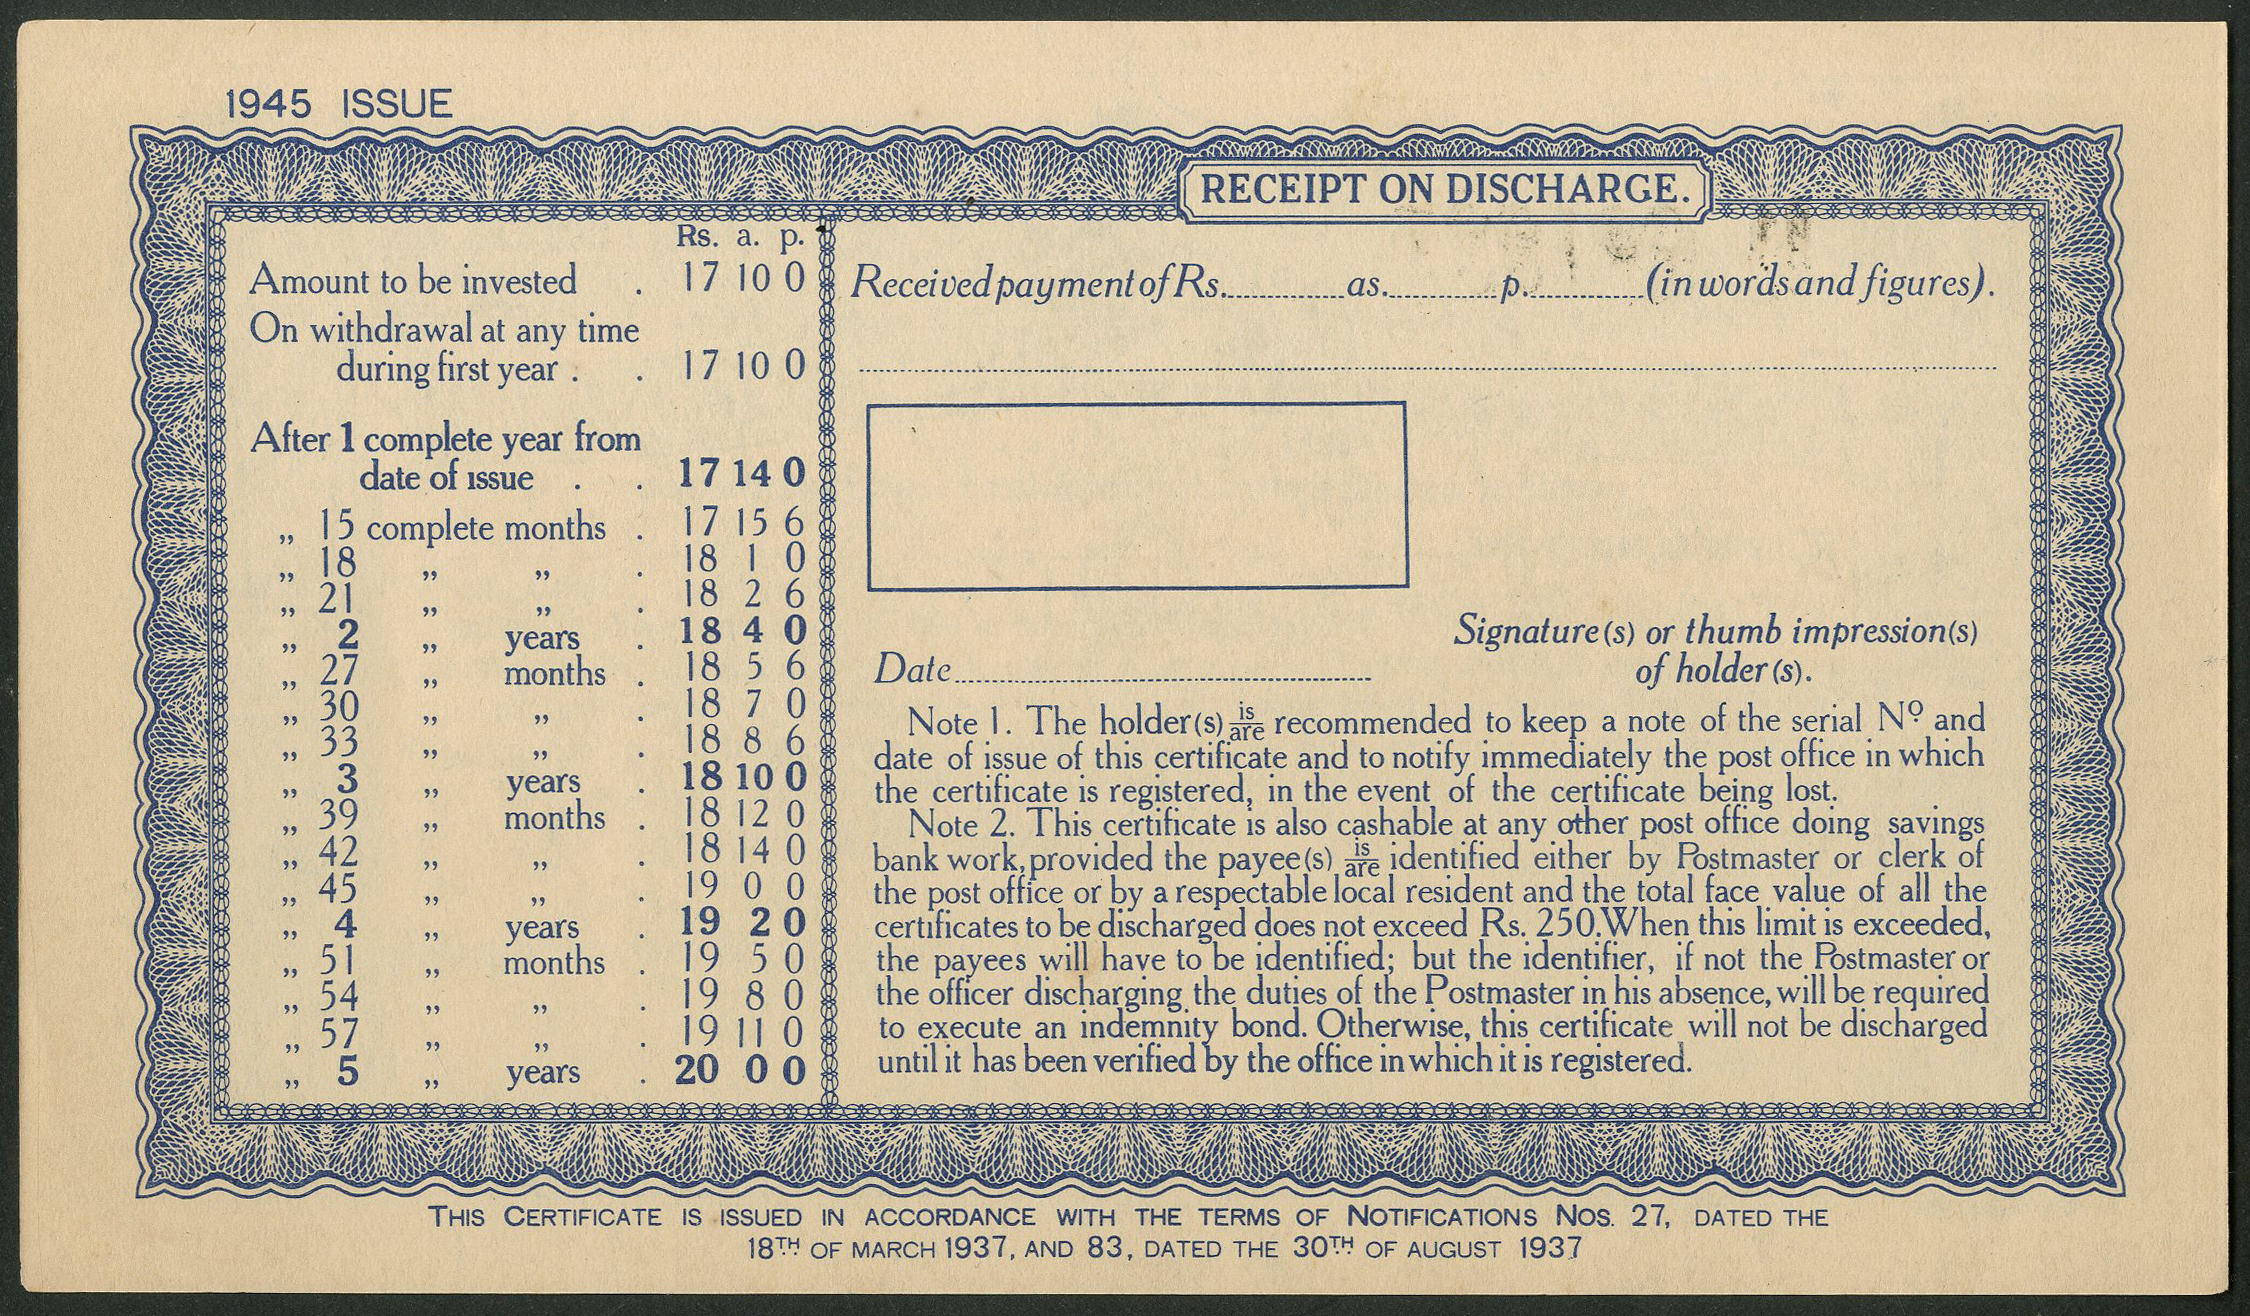 1945 ISSUE
RECEIPT ON DISCHARGE.
Rs. a. p.
Amount to be invested . 17 10 0
On withdrawal at any time
during first year . . 17 10 0
After 1 complete year from
date of issue . . 17 14 0
„ 15 complete months . 17 15 6
„ 18 „ „ . 18 1 0
„ 21 „ „ . 18 2 6
„ 2 „ years . 18 4 0
„ 27 „ months . 18 5 6
„ 30 „ „ . 18 7 0
„ 33 „ „ . 18 8 6
„ 3 „ years . 18 10 0
„ 39 „ months . 18 12 0
„ 42 „ „ . 18 14 0
„ 45 „ „ . 19 0 0
„ 4 „ years . 19 2 0
„ 51 „ months . 19 5 0
„ 54 „ „ . 19 8 0
„ 57 „ „ . 19 11 0
„ 5 „ years . 20 0 0
Received payment of Rs.............as.............p.............(in words and figures).
Date..........................................
Signature(s) or thumb impression(s)
of holder(s).
Note 1. The holder(s) is/are recommended to keep a note of the serial Nº and
date of issue of this certificate and to notify immediately the post office in which
the certificate is registered, in the event of the certificate being lost.
Note 2. This certificate is also cashable at any other post office doing savings
bank work, provided the payee(s) is/are identified either by Postmaster or clerk of
the post office or by a respectable local resident and the total face value of all the
certificates to be discharged does not exceed Rs. 250. When this limit is exceeded,
the payees will have to be identified; but the identifier, if not the Postmaster or
the officer discharging the duties of the Postmaster in his absence, will be required
to execute an indemnity bond. Otherwise, this certificate will not be discharged
until it has been verified by the office in which it is registered.
THIS CERTIFICATE IS ISSUED IN ACCORDANCE WITH THE TERMS OF NOTIFICATIONS NOS. 27, DATED THE
18TH OF MARCH 1937, AND 83, DATED THE 30TH OF AUGUST 1937